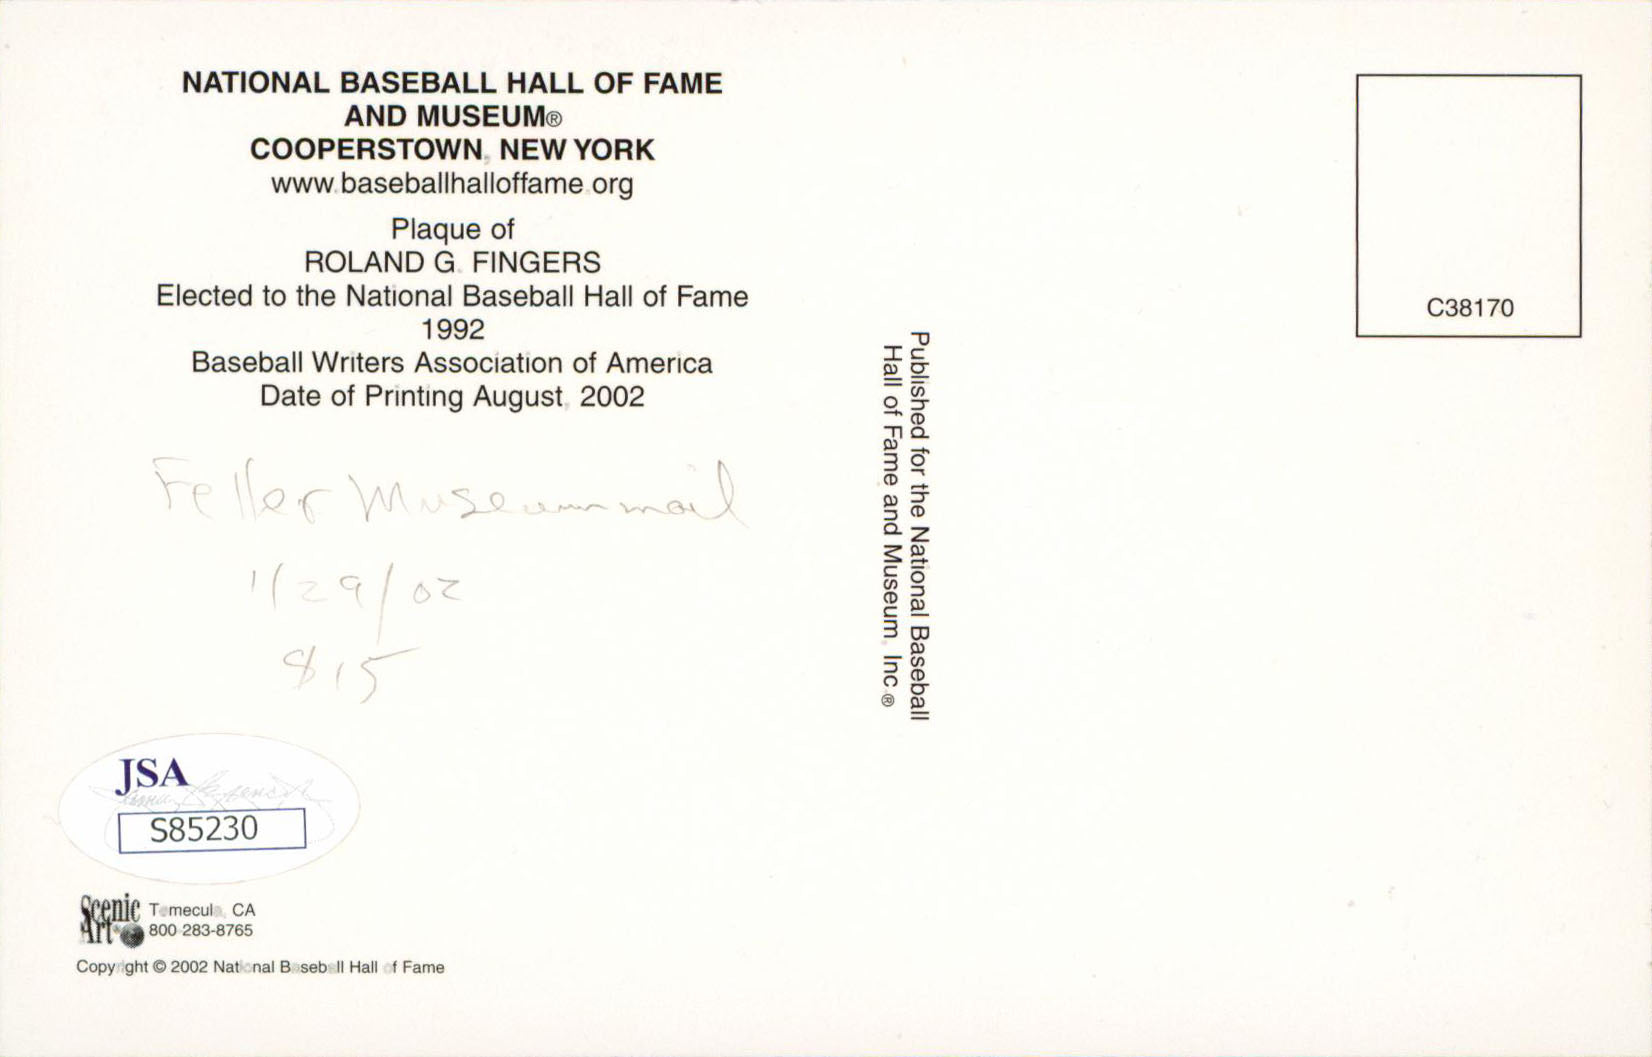 NATIONAL BASEBALL HALL OF FAME
AND MUSEUM®
COOPERSTOWN, NEW YORK
www.baseballhalloffame.org
Plaque of
ROLAND G. FINGERS
Elected to the National Baseball Hall of Fame
1992
Baseball Writers Association of America
Date of Printing August, 2002
Feller Museum mail
1/29/02
$15
JSA
S85230
Scenic
Art
Temecula, CA
800 283-8765
Copyright © 2002 National Baseball Hall of Fame
Published for the National Baseball
Hall of Fame and Museum, Inc.®
C38170